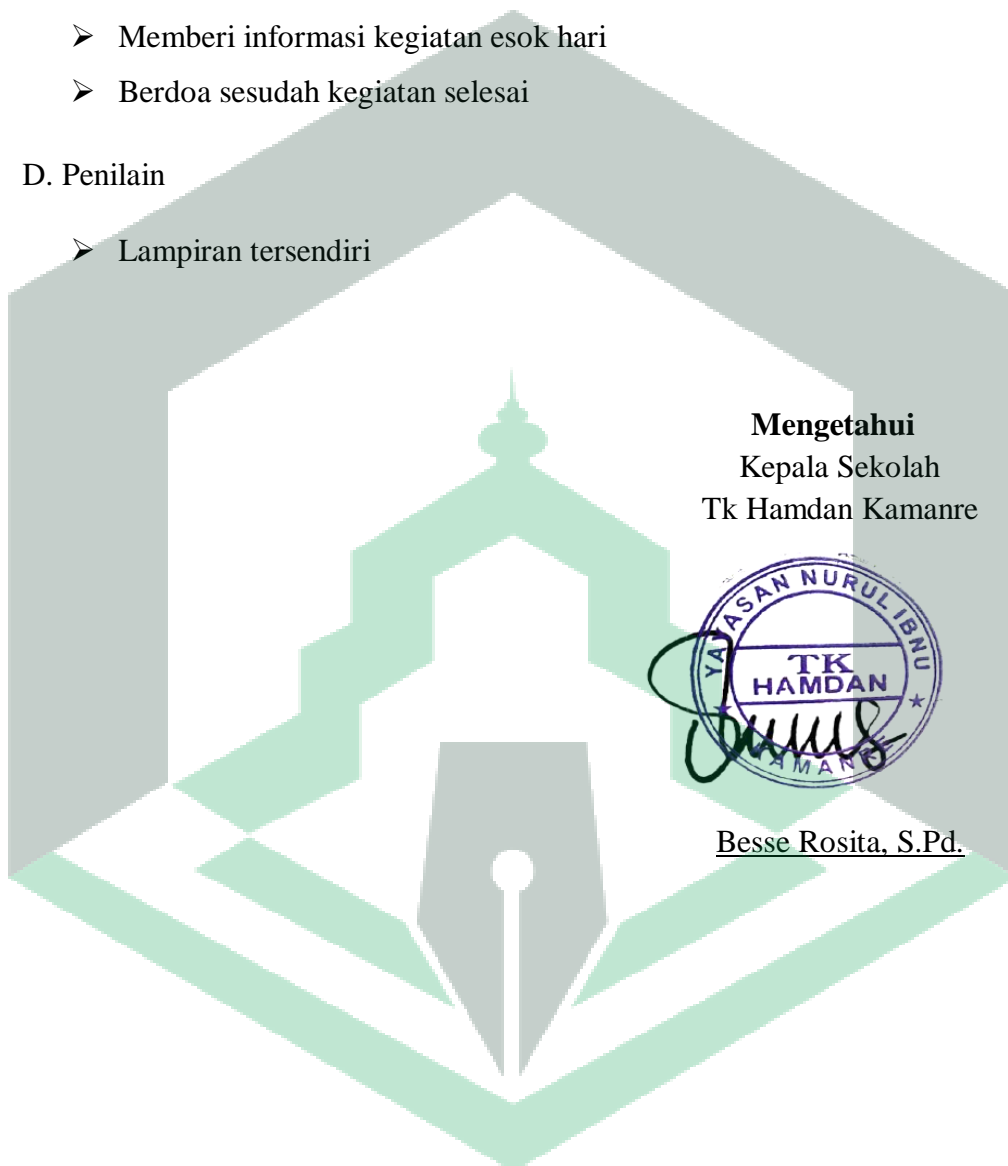 ➢ Memberi informasi kegiatan esok hari
➢ Berdoa sesudah kegiatan selesai
D. Penilain
➢ Lampiran tersendiri
Mengetahui
Kepala Sekolah
Tk Hamdan Kamanre
YAYASAN NURUL IBNU
TK
HAMDAN
KAMANRE
Besse Rosita, S.Pd.